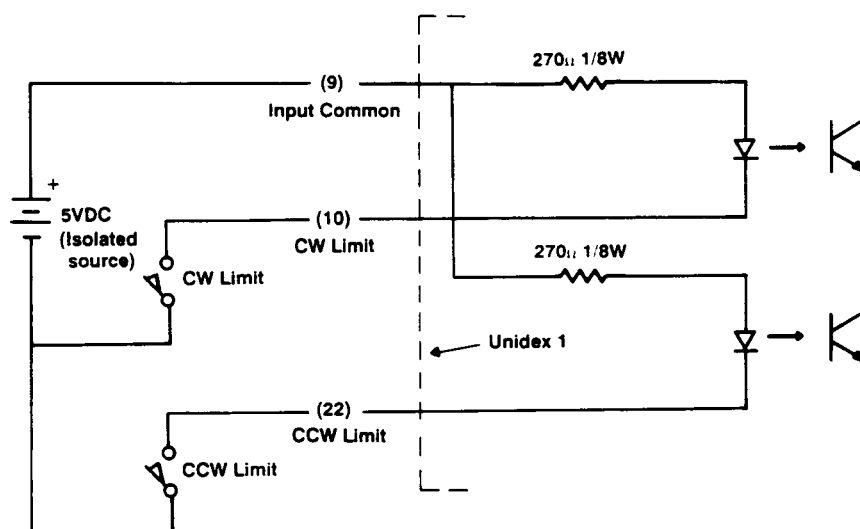 270Ω 1/8W
(9)
Input Common
+
5VDC
(Isolated
source)
(10)
CW Limit
CW Limit
270Ω 1/8W
Unidex 1
(22)
CCW Limit
CCW Limit